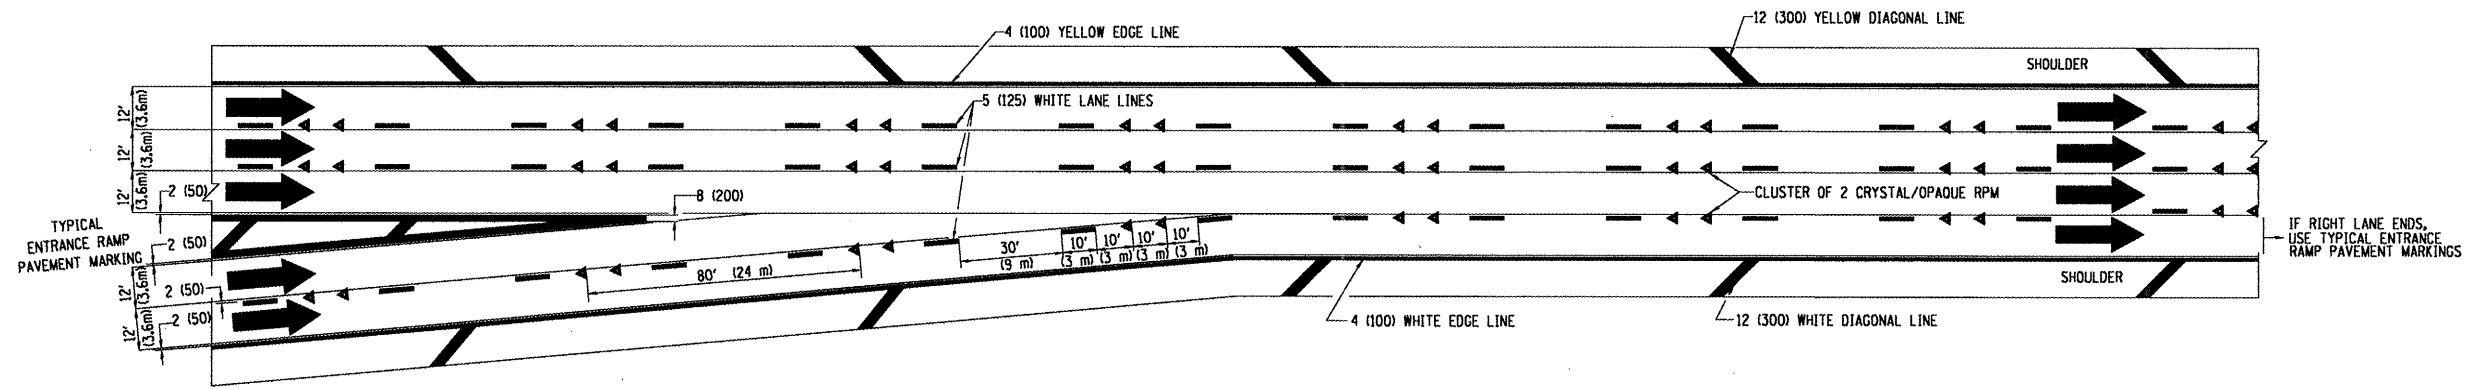 12 (300) YELLOW DIAGONAL LINE
4 (100) YELLOW EDGE LINE
SHOULDER
12'
(3.6m)
5 (125) WHITE LANE LINES
12'
(3.6m)
12'
(3.6m)
2 (50)
8 (200)
CLUSTER OF 2 CRYSTAL/OPAQUE RPM
TYPICAL
ENTRANCE RAMP
PAVEMENT MARKING
2 (50)
IF RIGHT LANE ENDS,
USE TYPICAL ENTRANCE
RAMP PAVEMENT MARKINGS
30'
(9 m)
10'
(3 m)
10'
(3 m)
10'
(3 m)
10'
(3 m)
80' (24 m)
SHOULDER
12'
(3.6m)
2 (50)
12'
(3.6m)
2 (50)
4 (100) WHITE EDGE LINE
12 (300) WHITE DIAGONAL LINE